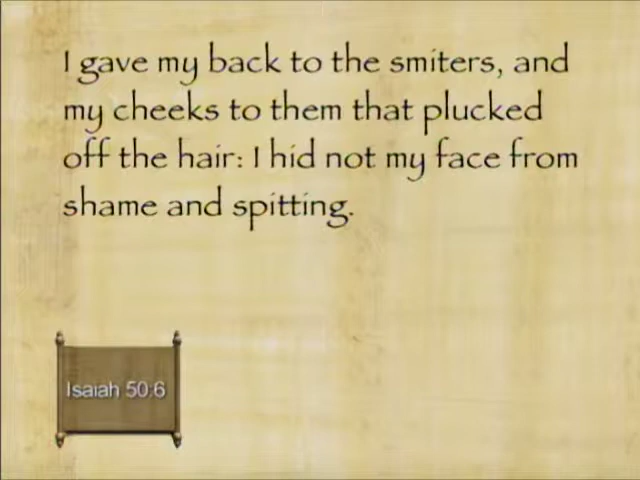 I gave my back to the smiters, and
my cheeks to them that plucked
off the hair: I hid not my face from
shame and spitting.
Isaiah 50:6